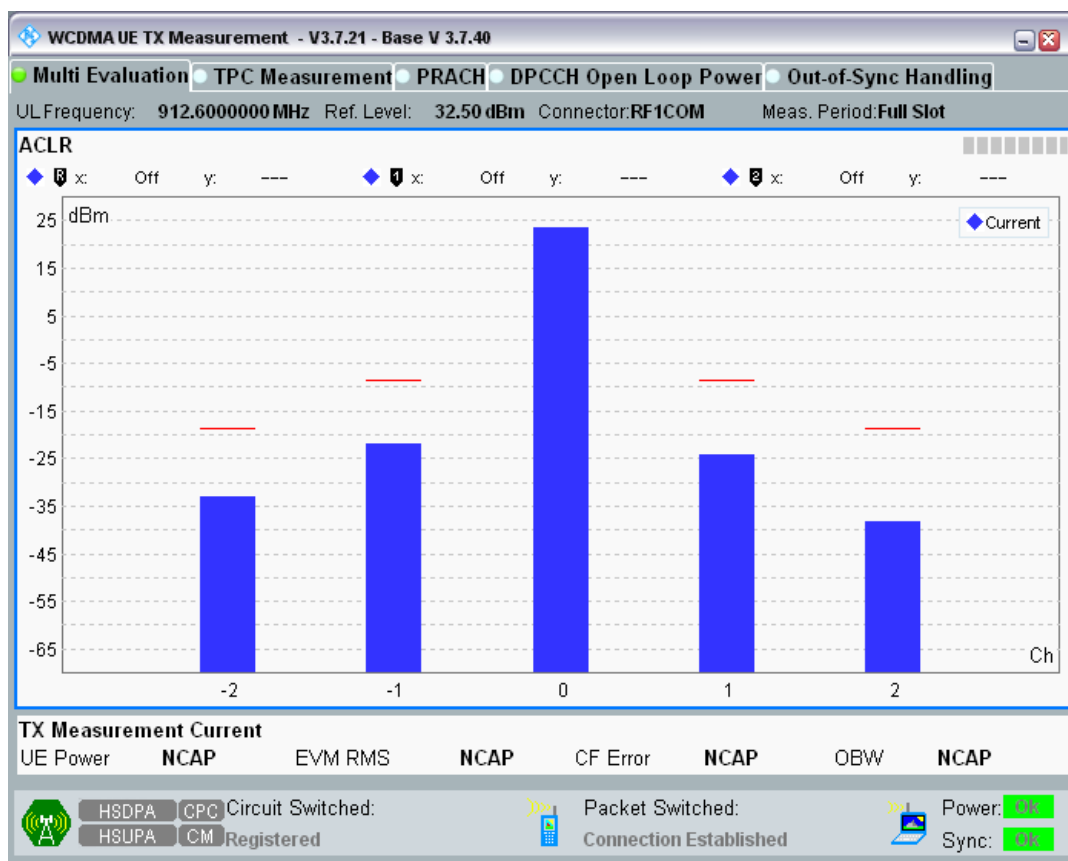 WCDMA UE TX Measurement - V3.7.21 - Base V 3.7.40
Multi Evaluation TPC Measurement PRACH DPCCH Open Loop Power Out-of-Sync Handling
UL Frequency: 912.6000000 MHz Ref. Level: 32.50 dBm Connector:RF1COM Meas. Period:Full Slot
ACLR
R x: Off y: --- 1 x: Off y: --- 2 x: Off y: ---
dBm
Current
25
15
5
-5
-15
-25
-35
-45
-55
-65
Ch
-2 -1 0 1 2
TX Measurement Current
UE Power NCAP EVM RMS NCAP CF Error NCAP OBW NCAP
HSDPA CPC Circuit Switched: Packet Switched: Power: Ok
HSUPA CM Registered Connection Established Sync: Ok